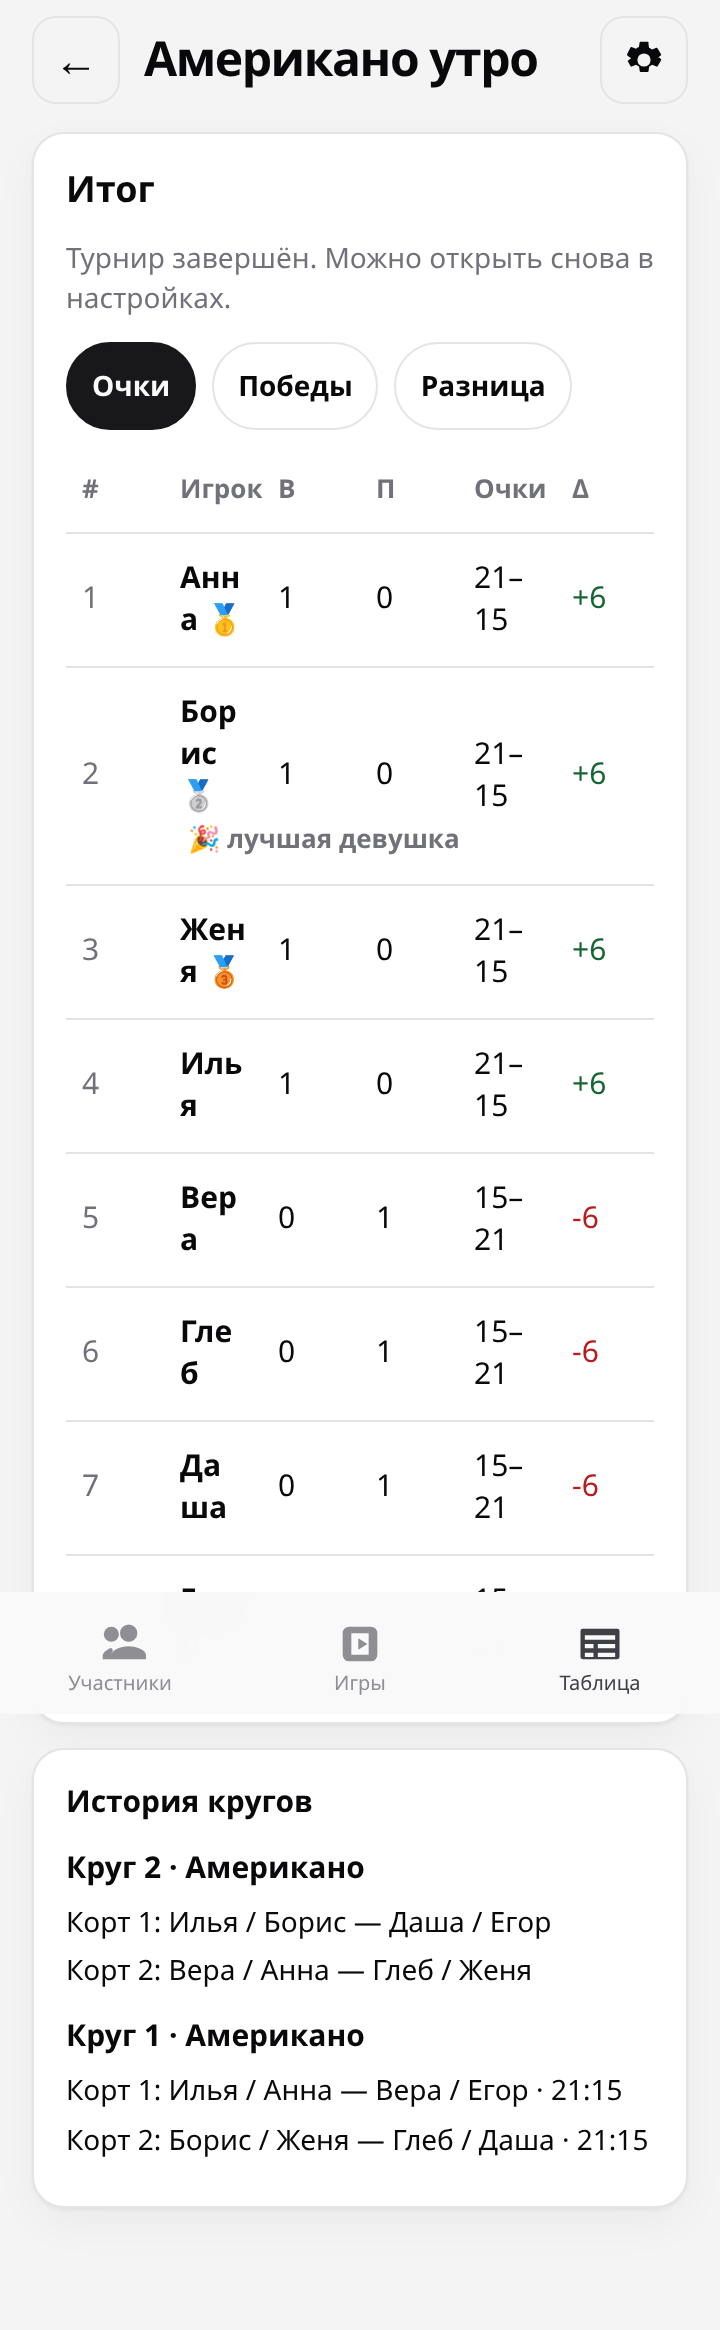 ← Американо утро
Итог
Турнир завершён. Можно открыть снова в
настройках.
Очки Победы Разница
# Игрок В П Очки Δ
1 Анн
а 🥇 1 0 21–
15 +6
2 Бор
ис
🥈 1 0 21–
15 +6
🎉 лучшая девушка
3 Жен
я 🥉 1 0 21–
15 +6
4 Иль
я 1 0 21–
15 +6
5 Вер
а 0 1 15–
21 -6
6 Гле
б 0 1 15–
21 -6
7 Да
ша 0 1 15–
21 -6
Участники Игры Таблица
История кругов
Круг 2 · Американо
Корт 1: Илья / Борис — Даша / Егор
Корт 2: Вера / Анна — Глеб / Женя
Круг 1 · Американо
Корт 1: Илья / Анна — Вера / Егор · 21:15
Корт 2: Борис / Женя — Глеб / Даша · 21:15